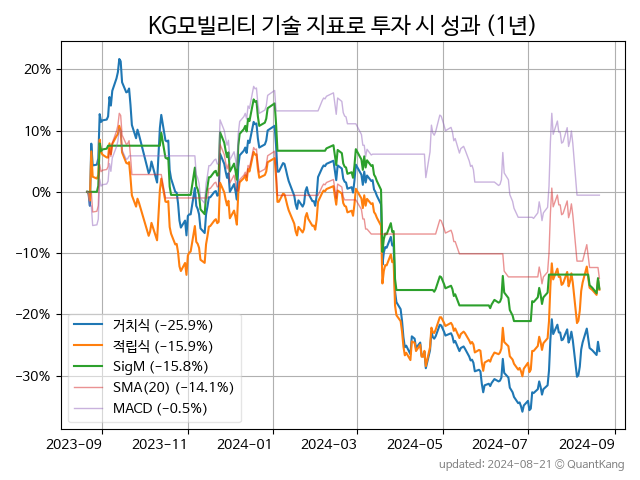 KG모빌리티 기술 지표로 투자 시 성과 (1년)
20%
10%
0%
−10%
−20%
−30%
거치식 (−25.9%)
적립식 (−15.9%)
SigM (−15.8%)
SMA(20) (−14.1%)
MACD (−0.5%)
2023-09 2023-11 2024-01 2024-03 2024-05 2024-07 2024-09
updated: 2024-08-21 © QuantKang